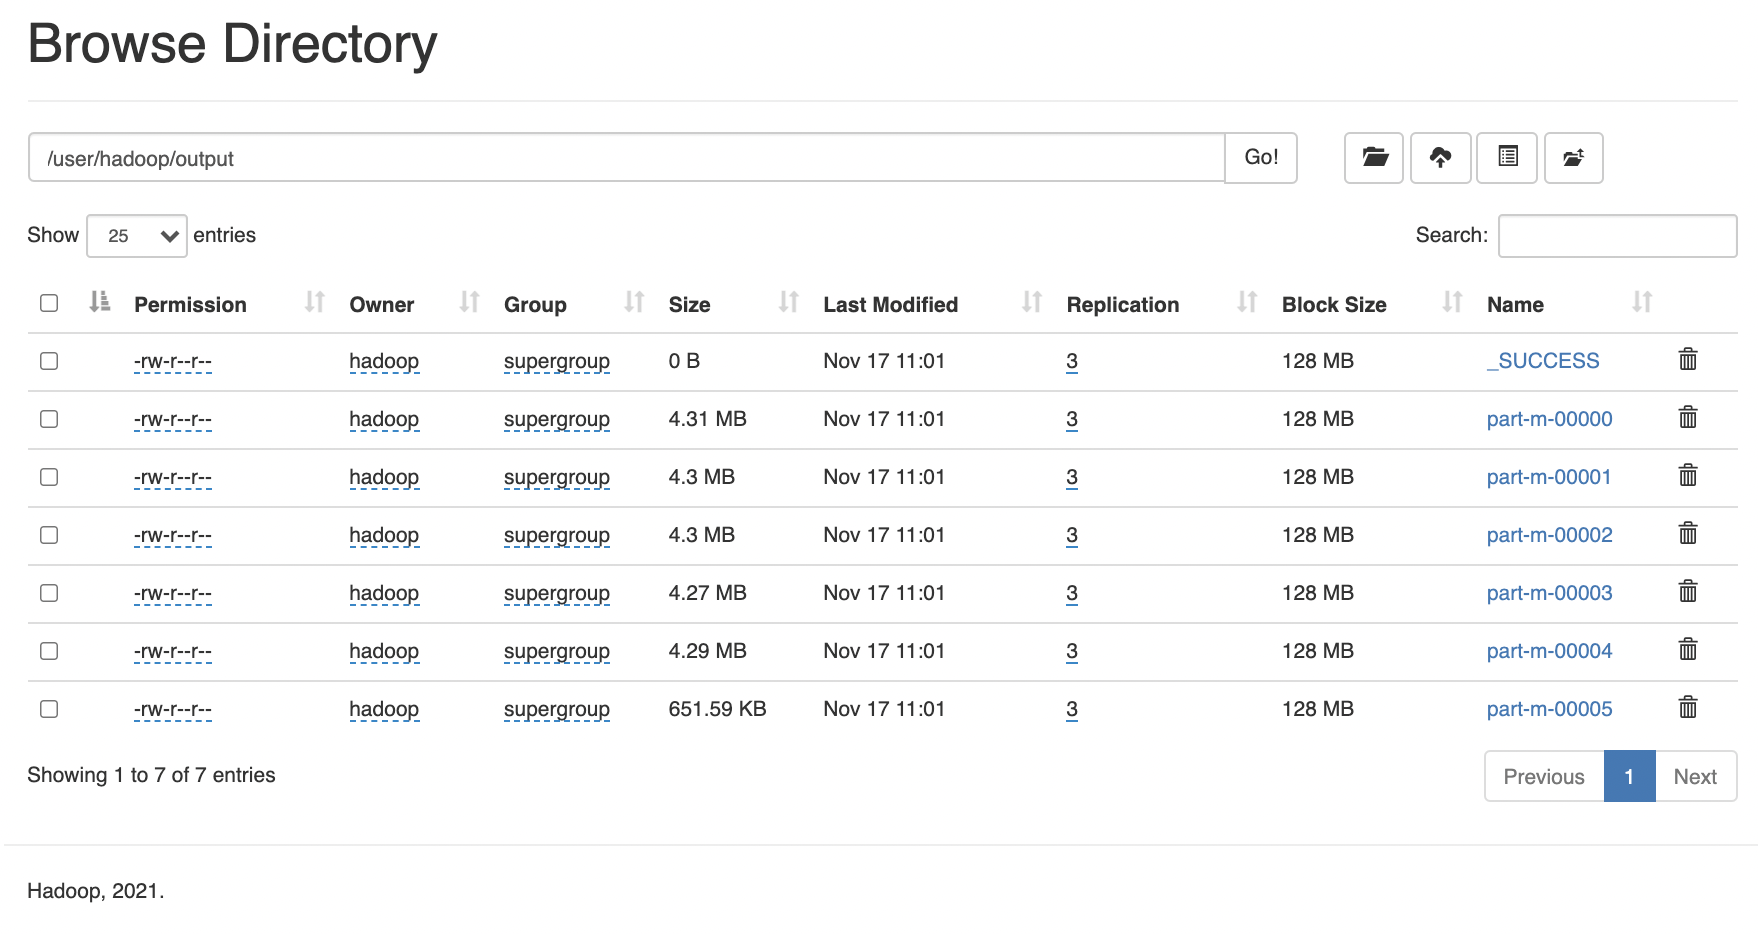 Browse Directory
/user/hadoop/output Go!
Show 25 entries Search:
Permission Owner Group Size Last Modified Replication Block Size Name
-rw-r--r-- hadoop supergroup 0 B Nov 17 11:01 3 128 MB _SUCCESS
-rw-r--r-- hadoop supergroup 4.31 MB Nov 17 11:01 3 128 MB part-m-00000
-rw-r--r-- hadoop supergroup 4.3 MB Nov 17 11:01 3 128 MB part-m-00001
-rw-r--r-- hadoop supergroup 4.3 MB Nov 17 11:01 3 128 MB part-m-00002
-rw-r--r-- hadoop supergroup 4.27 MB Nov 17 11:01 3 128 MB part-m-00003
-rw-r--r-- hadoop supergroup 4.29 MB Nov 17 11:01 3 128 MB part-m-00004
-rw-r--r-- hadoop supergroup 651.59 KB Nov 17 11:01 3 128 MB part-m-00005
Showing 1 to 7 of 7 entries Previous 1 Next
Hadoop, 2021.